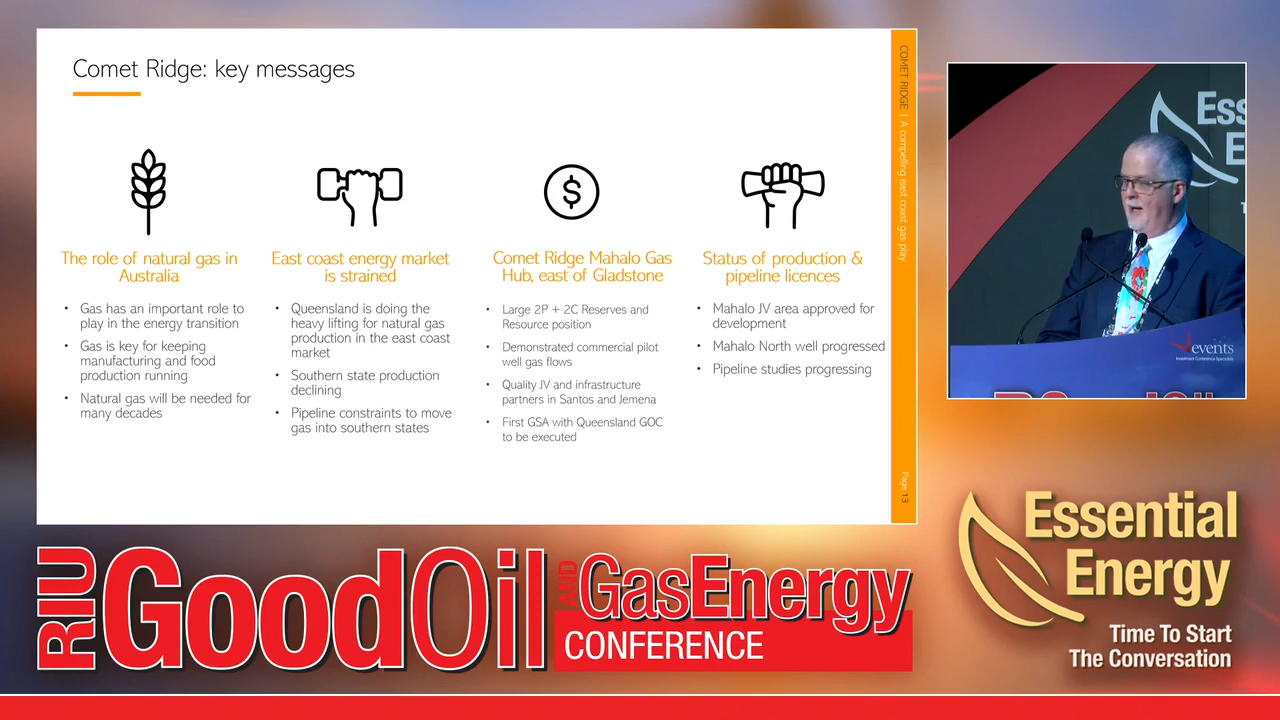 Comet Ridge: key messages
The role of natural gas in
Australia
• Gas has an important role to
play in the energy transition
• Gas is key for keeping
manufacturing and food
production running
• Natural gas will be needed for
many decades
East coast energy market
is strained
• Queensland is doing the
heavy lifting for natural gas
production in the east coast
market
• Southern state production
declining
• Pipeline constraints to move
gas into southern states
$
Comet Ridge Mahalo Gas
Hub, east of Gladstone
• Large 2P + 2C Reserves and
Resource position
• Demonstrated commercial pilot
well gas flows
• Quality JV and infrastructure
partners in Santos and Jemena
• First GSA with Queensland GOC
to be executed
Status of production &
pipeline licences
• Mahalo JV area approved for
development
• Mahalo North well progressed
• Pipeline studies progressing
COMET RIDGE | A compelling east coast gas play
Page 13
Ess
E
T
events
Investment Conference Specialists
RIU
GoodOil
AND
GasEnergy
CONFERENCE
Essential
Energy
Time To Start
The Conversation